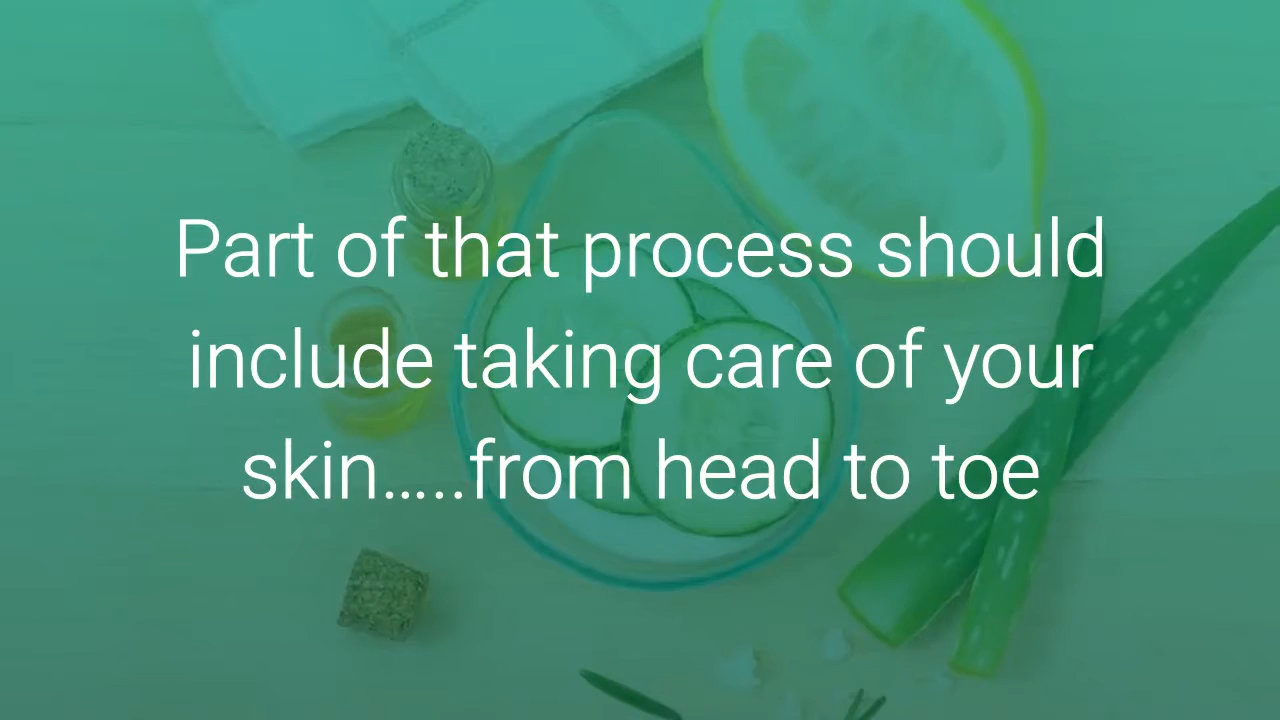 Part of that process should
include taking care of your
skin.....from head to toe